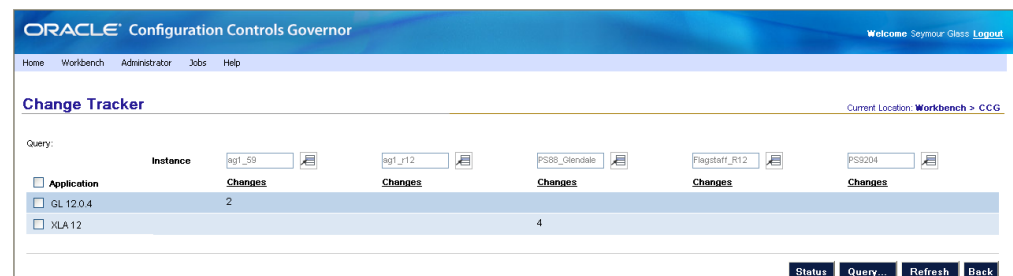 ORACLE® Configuration Controls Governor
Welcome Seymour Glass Logout
Home Workbench Administrator Jobs Help
Change Tracker
Current Location: Workbench > CCG
Query:
Instance ag1_59 ag1_r12 PS88_Glendale Flagstaff_R12 PS9204
Application Changes Changes Changes Changes Changes
GL 12.0.4 2
XLA 12 4
Status Query... Refresh Back